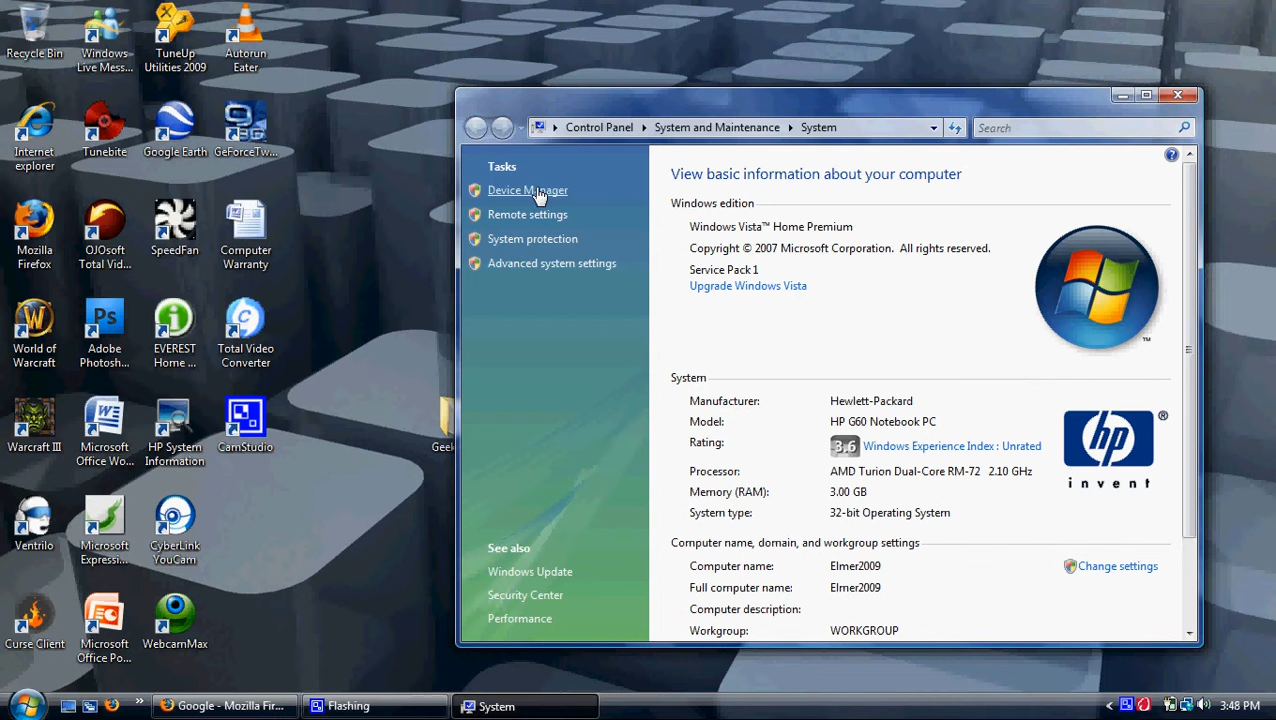 Recycle Bin
Windows
Live Mess...
TuneUp
Utilities 2009
Autorun
Eater
Internet
explorer
Tunebite
Google Earth
GeForceTw...
Mozilla
Firefox
OJOsoft
Total Vid...
SpeedFan
Computer
Warranty
World of
Warcraft
Adobe
Photosh...
EVEREST
Home ...
Total Video
Converter
Warcraft III
Microsoft
Office Wo...
HP System
Information
CamStudio
Geek
Ventrilo
Microsoft
Expressi...
CyberLink
YouCam
Curse Client
Microsoft
Office Po...
WebcamMax
Control Panel
System and Maintenance
System
Search
Tasks
Device Manager
Remote settings
System protection
Advanced system settings
See also
Windows Update
Security Center
Performance
View basic information about your computer
Windows edition
Windows Vista™ Home Premium
Copyright © 2007 Microsoft Corporation. All rights reserved.
Service Pack 1
Upgrade Windows Vista
™
System
Manufacturer: Hewlett-Packard
Model: HP G60 Notebook PC
Rating: 3.6 Windows Experience Index : Unrated
Processor: AMD Turion Dual-Core RM-72 2.10 GHz
Memory (RAM): 3.00 GB
System type: 32-bit Operating System
hp ®
invent
Computer name, domain, and workgroup settings
Computer name: Elmer2009
Change settings
Full computer name: Elmer2009
Computer description:
Workgroup: WORKGROUP
Google - Mozilla Fir...
Flashing
System
3:48 PM